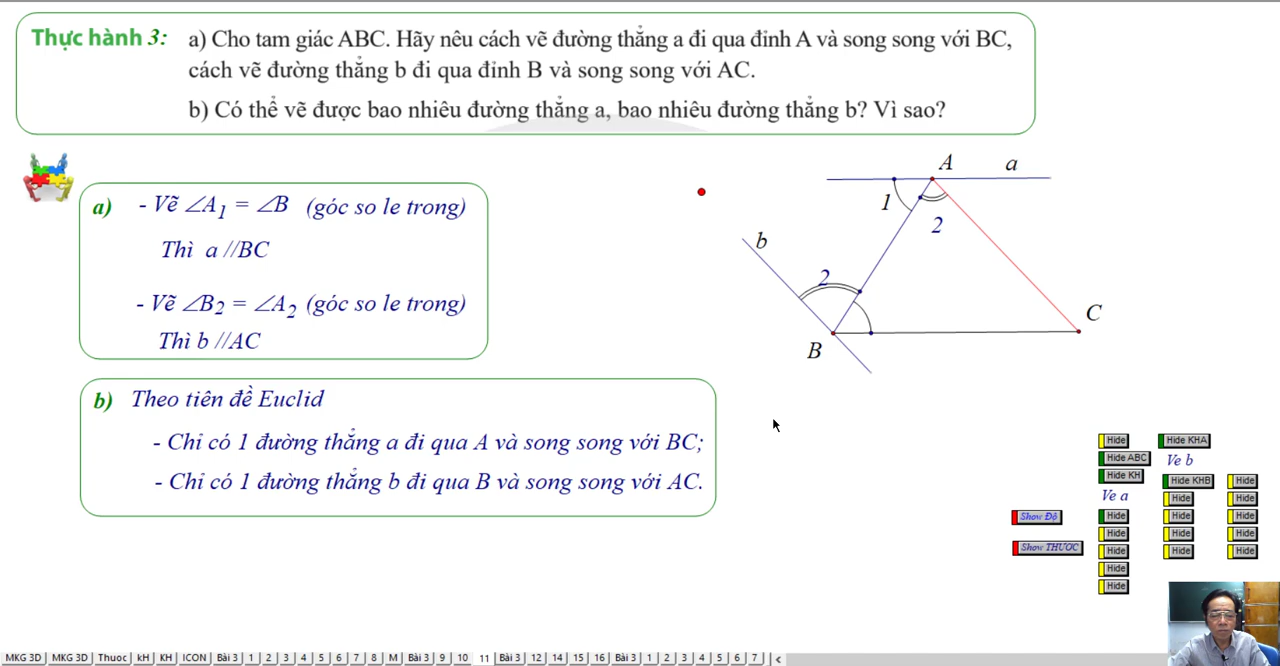 Thực hành 3: a) Cho tam giác ABC. Hãy nêu cách vẽ đường thẳng a đi qua đỉnh A và song song với BC,
cách vẽ đường thẳng b đi qua đỉnh B và song song với AC.
b) Có thể vẽ được bao nhiêu đường thẳng a, bao nhiêu đường thẳng b? Vì sao?
a) - Vẽ ∠A₁ = ∠B (góc so le trong)
Thì a //BC
- Vẽ ∠B₂ = ∠A₂ (góc so le trong)
Thì b //AC
b) Theo tiên đề Euclid
- Chỉ có 1 đường thẳng a đi qua A và song song với BC;
- Chỉ có 1 đường thẳng b đi qua B và song song với AC.
A a
1
2
b
2
C
B
Hide Hide KHA
Hide ABC Ve b
Hide KH Hide KHB Hide
Ve a Hide Hide
Show Độ Hide Hide Hide
Hide Hide Hide
Show THƯOC Hide Hide Hide
Hide
Hide
MKG 3D MKG 3D Thuoc kH KH ICON Bài 3 1 2 3 4 5 6 7 8 M Bài 3 9 10 11 Bài 3 12 14 15 16 Bài 3 1 2 3 4 5 6 7